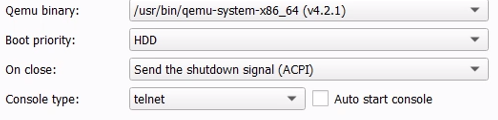 Qemu binary: /usr/bin/qemu-system-x86_64 (v4.2.1)
Boot priority: HDD
On close: Send the shutdown signal (ACPI)
Console type: telnet Auto start console